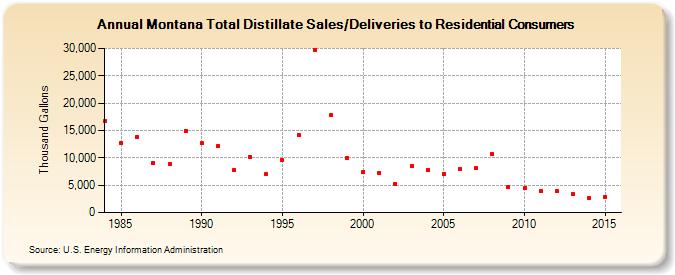 Annual Montana Total Distillate Sales/Deliveries to Residential Consumers
Thousand Gallons
30,000
25,000
20,000
15,000
10,000
5,000
0
1985 1990 1995 2000 2005 2010 2015
Source: U.S. Energy Information Administration